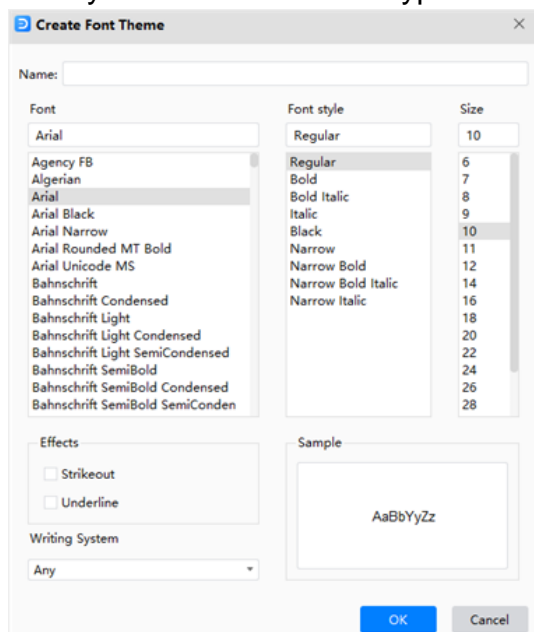 Create Font Theme
Name:
Font
Font style
Size
Arial
Regular
10
Agency FB
Algerian
Arial
Arial Black
Arial Narrow
Arial Rounded MT Bold
Arial Unicode MS
Bahnschrift
Bahnschrift Condensed
Bahnschrift Light
Bahnschrift Light Condensed
Bahnschrift Light SemiCondensed
Bahnschrift SemiBold
Bahnschrift SemiBold Condensed
Bahnschrift SemiBold SemiConden
Regular
Bold
Bold Italic
Italic
Black
Narrow
Narrow Bold
Narrow Bold Italic
Narrow Italic
6
7
8
9
10
11
12
14
16
18
20
22
24
26
28
Effects
Strikeout
Underline
Writing System
Any
Sample
AaBbYyZz
OK
Cancel